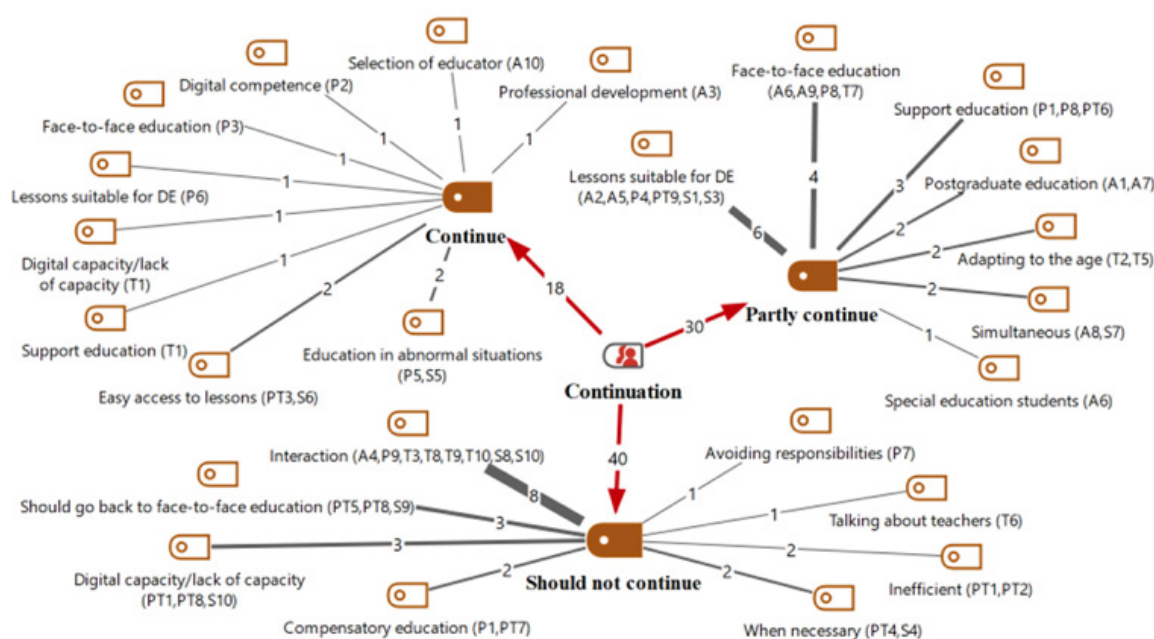 Selection of educator (A10)
Digital competence (P2)
Professional development (A3)
Face-to-face education (P3)
Lessons suitable for DE (P6)
Digital capacity/lack
of capacity (T1)
Support education (T1)
Easy access to lessons (PT3,S6)
Education in abnormal situations
(P5,S5)
1
1
1
1
1
1
1
2
2
Continue
18
Face-to-face education
(A6,A9,P8,T7)
Support education (P1,P8,PT6)
Lessons suitable for DE
(A2,A5,P4,PT9,S1,S3)
Postgraduate education (A1,A7)
Adapting to the age (T2,T5)
Simultaneous (A8,S7)
Special education students (A6)
4
3
6
2
2
2
1
Partly continue
30
Continuation
40
Interaction (A4,P9,T3,T8,T9,T10,S8,S10)
Avoiding responsibilities (P7)
Should go back to face-to-face education (PT5,PT8,S9)
Talking about teachers (T6)
Digital capacity/lack of capacity
(PT1,PT8,S10)
Inefficient (PT1,PT2)
Compensatory education (P1,PT7)
When necessary (PT4,S4)
8
1
3
1
3
2
2
2
Should not continue